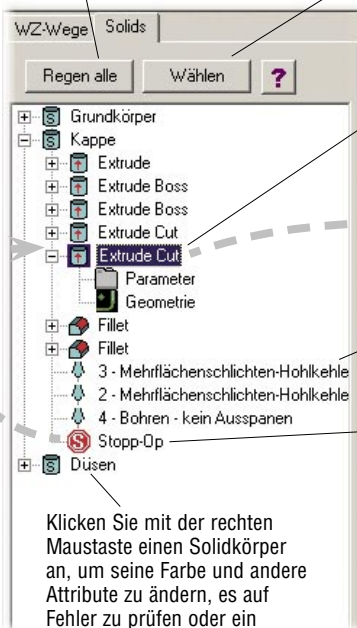 WZ-Wege Solids
Regen alle Wählen ?
Grundkörper
Kappe
Extrude
Extrude Boss
Extrude Boss
Extrude Cut
Extrude Cut
Parameter
Geometrie
Fillet
Fillet
3 - Mehrflächenschlichten-Hohlkehle
2 - Mehrflächenschlichten-Hohlkehle
4 - Bohren - kein Ausspanen
Stopp-Op
Düsen
Klicken Sie mit der rechten
Maustaste einen Solidkörper
an, um seine Farbe und andere
Attribute zu ändern, es auf
Fehler zu prüfen oder ein